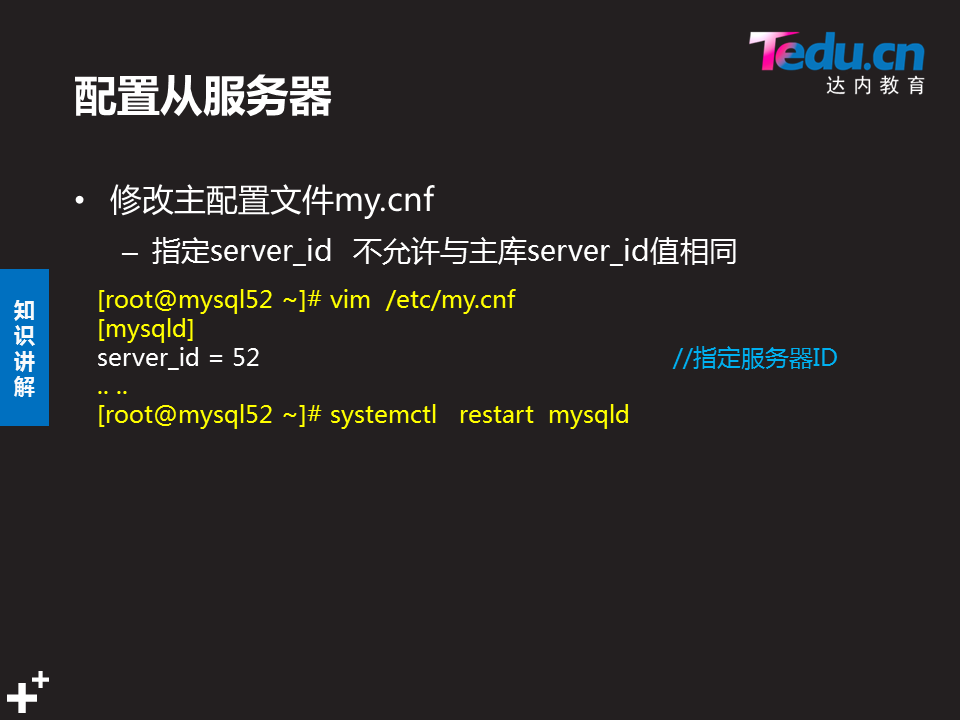 Tedu.cn
达内教育
配置从服务器
• 修改主配置文件my.cnf
– 指定server_id 不允许与主库server_id值相同
知识讲解
[root@mysql52 ~]# vim /etc/my.cnf
[mysqld]
server_id = 52 //指定服务器ID
.. ..
[root@mysql52 ~]# systemctl restart mysqld